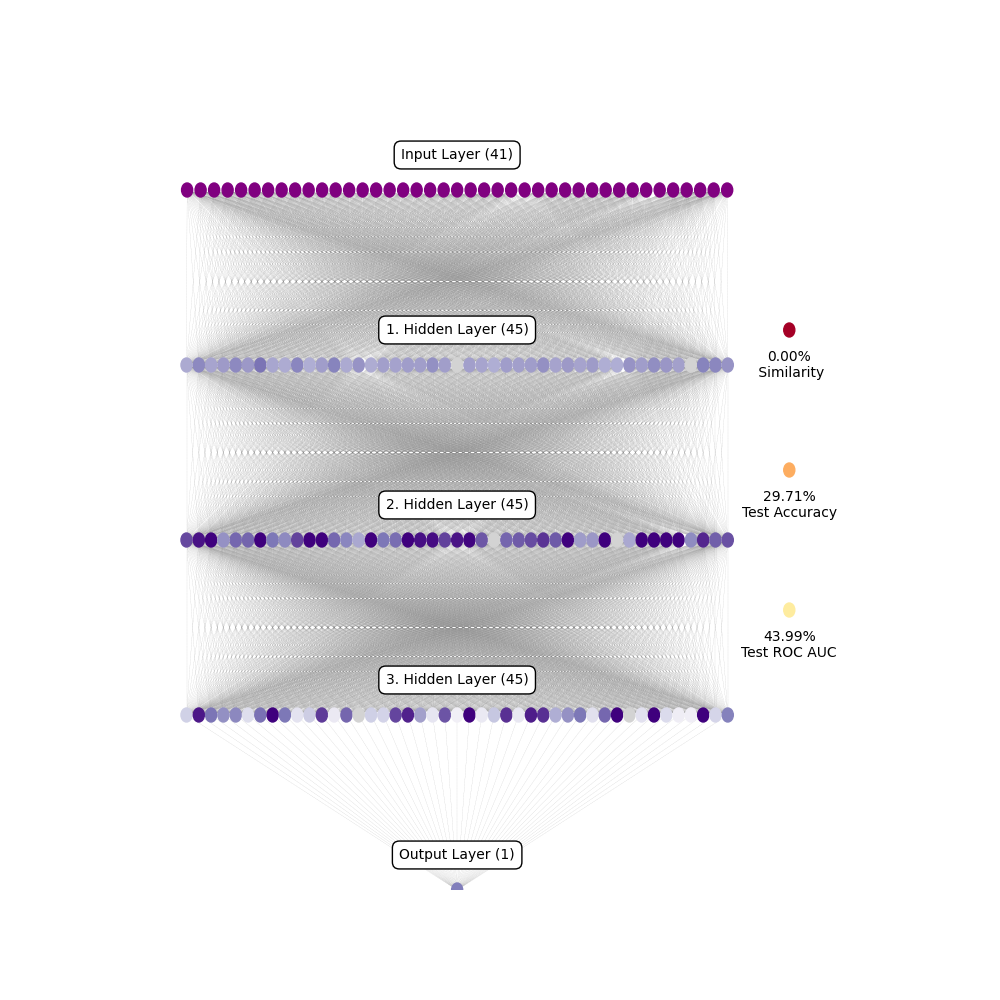 Input Layer (41)
1. Hidden Layer (45)
0.00%
Similarity
2. Hidden Layer (45)
29.71%
Test Accuracy
43.99%
Test ROC AUC
3. Hidden Layer (45)
Output Layer (1)